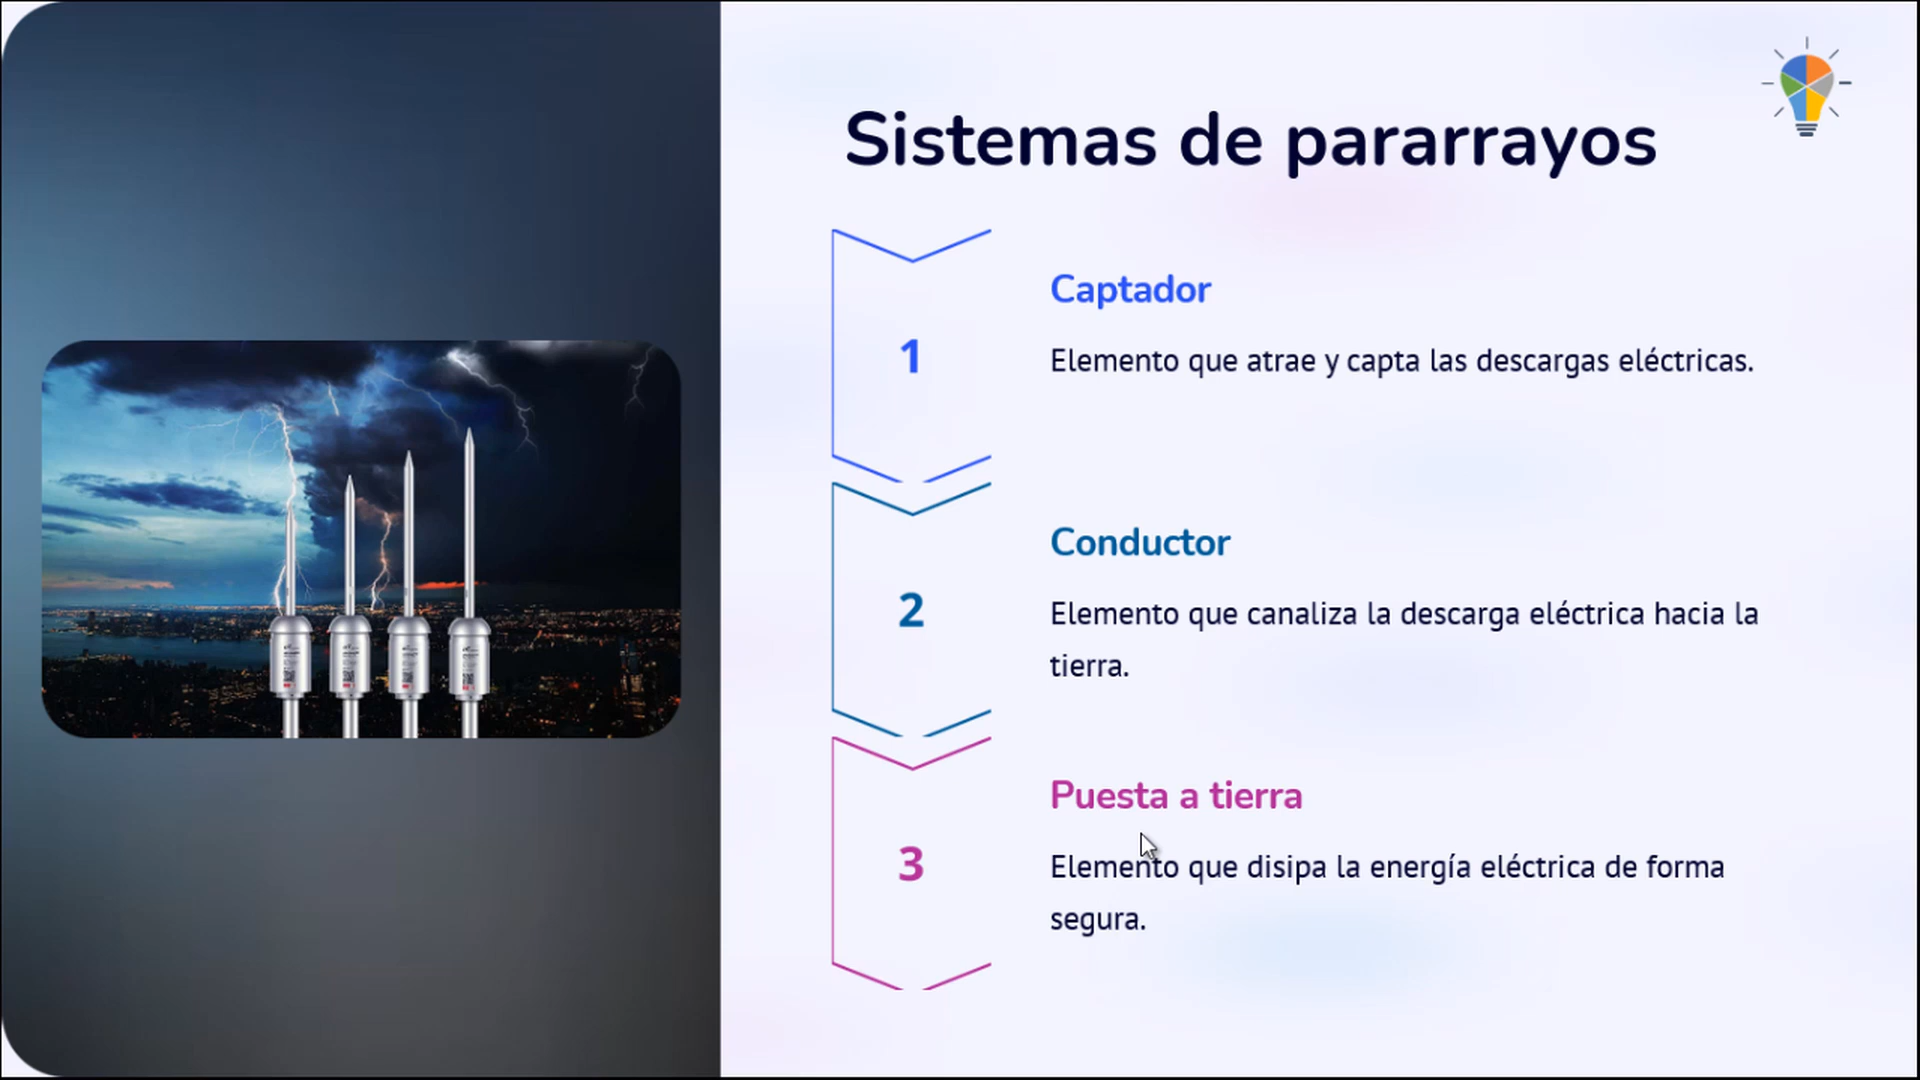 Sistemas de pararrayos
1
Captador
Elemento que atrae y capta las descargas eléctricas.
2
Conductor
Elemento que canaliza la descarga eléctrica hacia la
tierra.
3
Puesta a tierra
Elemento que disipa la energía eléctrica de forma
segura.